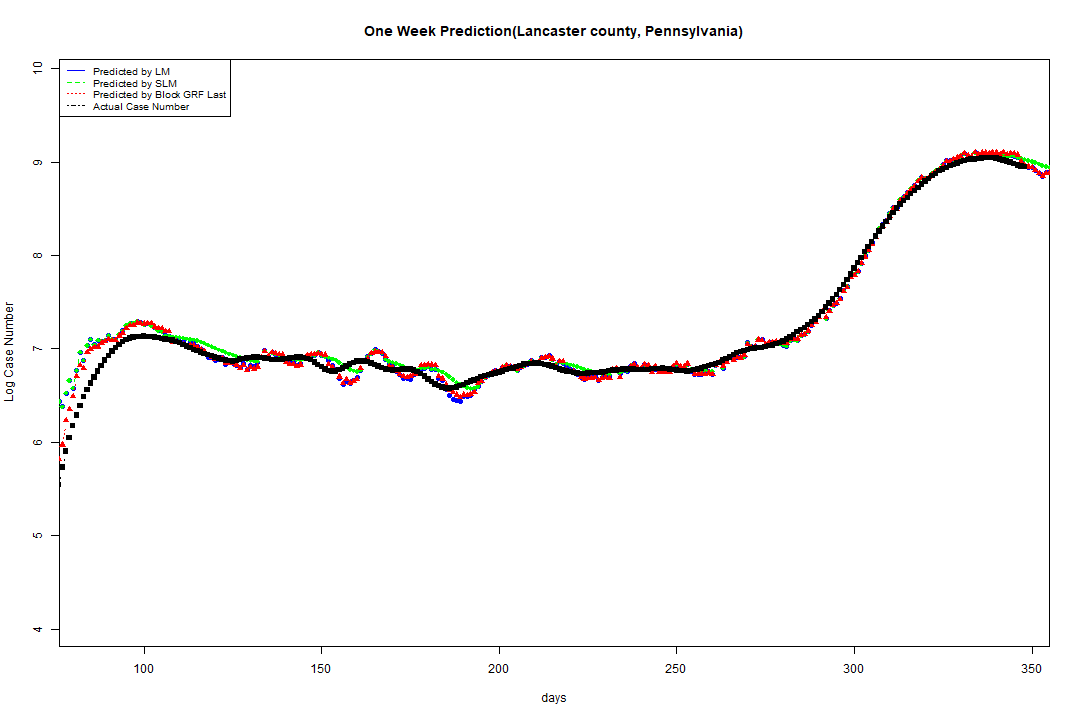 One Week Prediction(Lancaster county, Pennsylvania)
Predicted by LM
Predicted by SLM
Predicted by Block GRF Last
Actual Case Number
10
9
8
7
6
5
4
Log Case Number
100 150 200 250 300 350
days